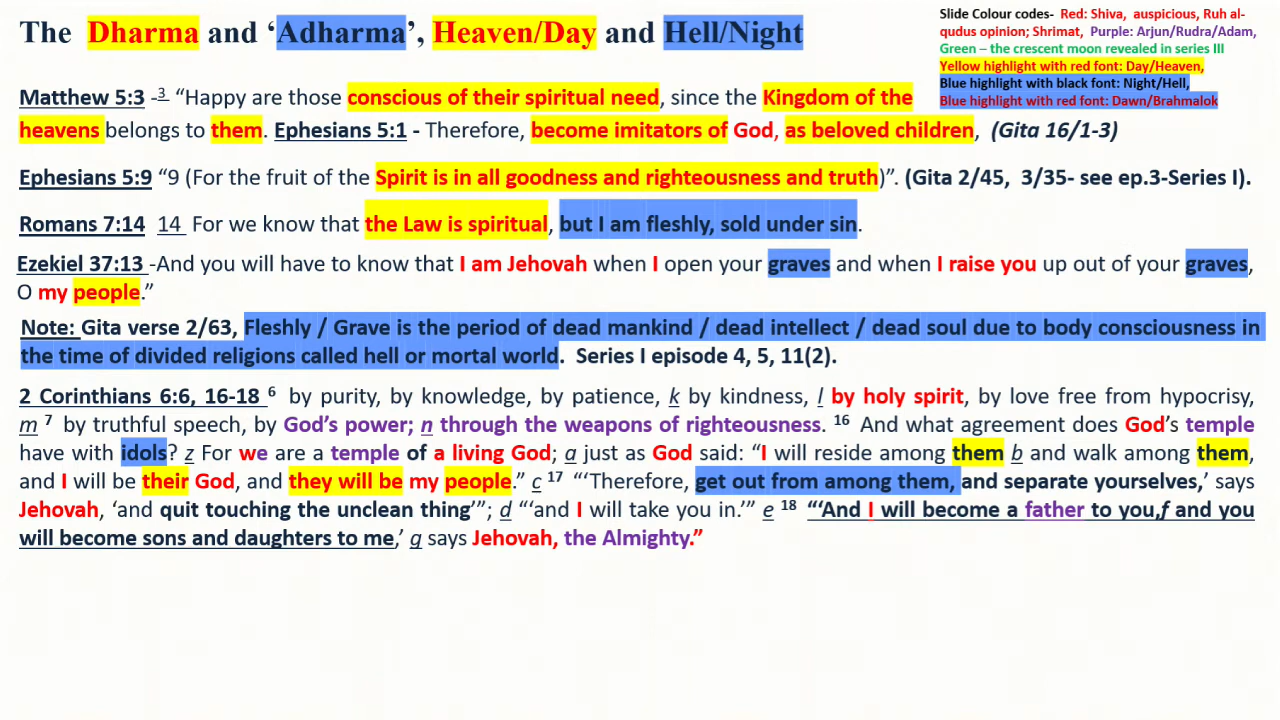 The Dharma and ‘Adharma’, Heaven/Day and Hell/Night
Slide Colour codes- Red: Shiva, auspicious, Ruh al-
qudus opinion; Shrimat, Purple: Arjun/Rudra/Adam,
Green – the crescent moon revealed in series III
Yellow highlight with red font: Day/Heaven,
Blue highlight with black font: Night/Hell,
Blue highlight with red font: Dawn/Brahmalok
Matthew 5:3 -3 “Happy are those conscious of their spiritual need, since the Kingdom of the
heavens belongs to them. Ephesians 5:1 - Therefore, become imitators of God, as beloved children, (Gita 16/1-3)
Ephesians 5:9 “9 (For the fruit of the Spirit is in all goodness and righteousness and truth)”. (Gita 2/45, 3/35- see ep.3-Series I).
Romans 7:14 14 For we know that the Law is spiritual, but I am fleshly, sold under sin.
Ezekiel 37:13 -And you will have to know that I am Jehovah when I open your graves and when I raise you up out of your graves,
O my people.”
Note: Gita verse 2/63, Fleshly / Grave is the period of dead mankind / dead intellect / dead soul due to body consciousness in
the time of divided religions called hell or mortal world. Series I episode 4, 5, 11(2).
2 Corinthians 6:6, 16-18 6 by purity, by knowledge, by patience, k by kindness, l by holy spirit, by love free from hypocrisy,
m 7 by truthful speech, by God’s power; n through the weapons of righteousness. 16 And what agreement does God’s temple
have with idols? z For we are a temple of a living God; a just as God said: “I will reside among them b and walk among them,
and I will be their God, and they will be my people.” c 17 “‘Therefore, get out from among them, and separate yourselves,’ says
Jehovah, ‘and quit touching the unclean thing’”; d “‘and I will take you in.’” e 18 “‘And I will become a father to you,f and you
will become sons and daughters to me,’ g says Jehovah, the Almighty.”